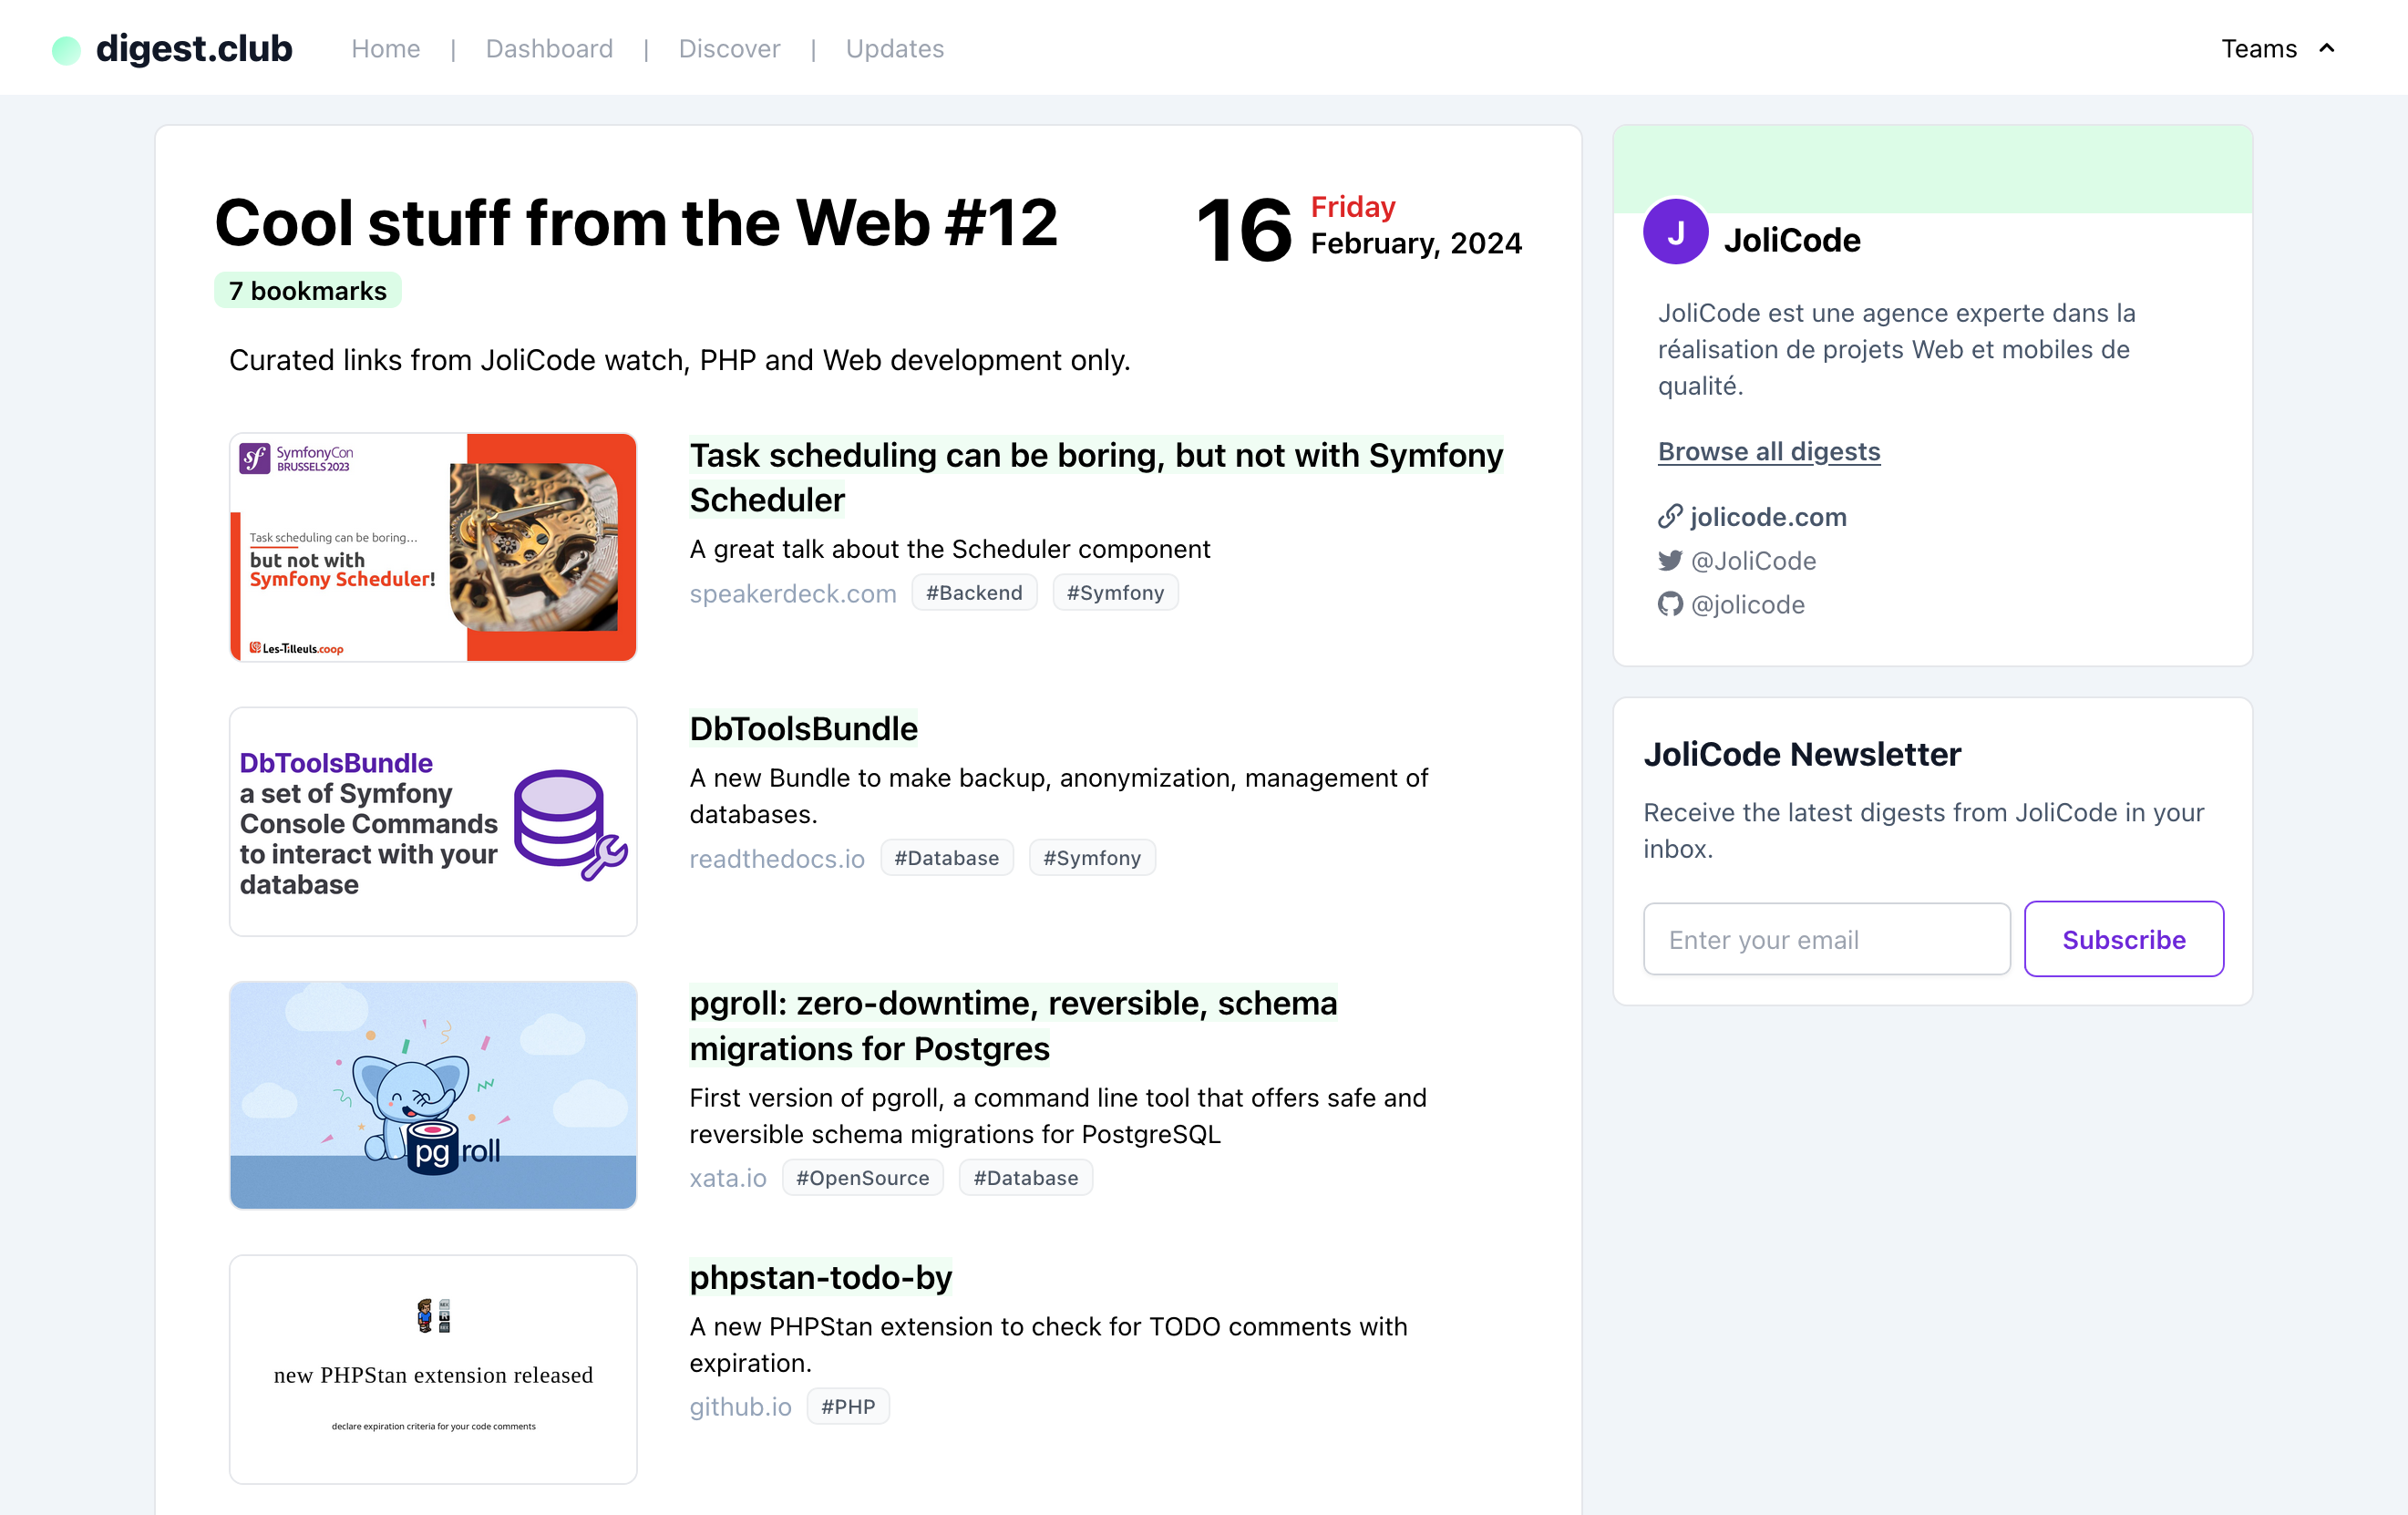 digest.club
Home | Dashboard | Discover | Updates
Teams
Cool stuff from the Web #12
16
Friday
February, 2024
7 bookmarks
Curated links from JoliCode watch, PHP and Web development only.
sf SymfonyCon
BRUSSELS 2023
Task scheduling can be boring...
but not with
Symfony Scheduler!
Les-Tilleuls.coop
Task scheduling can be boring, but not with Symfony
Scheduler
A great talk about the Scheduler component
speakerdeck.com #Backend #Symfony
DbToolsBundle
a set of Symfony
Console Commands
to interact with your
database
DbToolsBundle
A new Bundle to make backup, anonymization, management of
databases.
readthedocs.io #Database #Symfony
pgroll
pgroll: zero-downtime, reversible, schema
migrations for Postgres
First version of pgroll, a command line tool that offers safe and
reversible schema migrations for PostgreSQL
xata.io #OpenSource #Database
new PHPStan extension released
declare expiration criteria for your code comments
phpstan-todo-by
A new PHPStan extension to check for TODO comments with
expiration.
github.io #PHP
J JoliCode
JoliCode est une agence experte dans la
réalisation de projets Web et mobiles de
qualité.
Browse all digests
jolicode.com
@JoliCode
@jolicode
JoliCode Newsletter
Receive the latest digests from JoliCode in your
inbox.
Enter your email
Subscribe